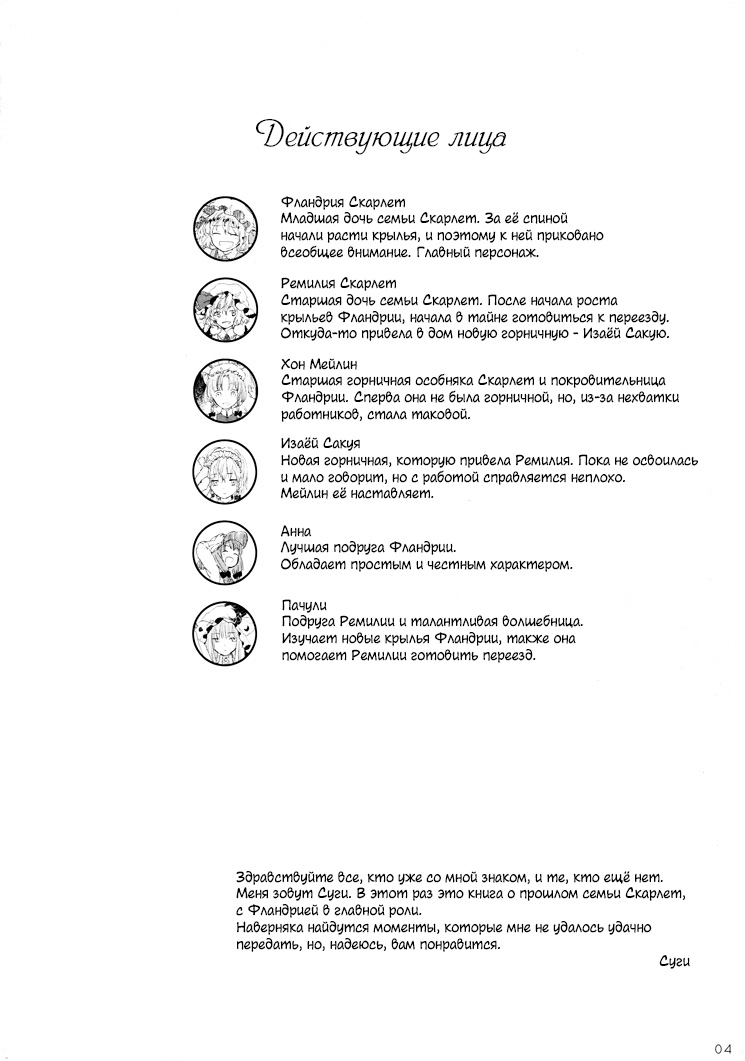 Действующие лица
Фландрия Скарлет
Младшая дочь семьи Скарлет. За её спиной
начали расти крылья, и поэтому к ней приковано
всеобщее внимание. Главный персонаж.
Ремилия Скарлет
Старшая дочь семьи Скарлет. После начала роста
крыльев Фландрии, начала в тайне готовиться к переезду.
Откуда-то привела в дом новую горничную - Изаёй Сакую.
Хон Мейлин
Старшая горничная особняка Скарлет и покровительница
Фландрии. Сперва она не была горничной, но, из-за нехватки
работников, стала таковой.
Изаёй Сакуя
Новая горничная, которую привела Ремилия. Пока не освоилась
и мало говорит, но с работой справляется неплохо.
Мейлин её наставляет.
Анна
Лучшая подруга Фландрии.
Обладает простым и честным характером.
Пачули
Подруга Ремилии и талантливая волшебница.
Изучает новые крылья Фландрии, также она
помогает Ремилии готовить переезд.
Здравствуйте все, кто уже со мной знаком, и те, кто ещё нет.
Меня зовут Суги. В этот раз это книга о прошлом семьи Скарлет,
с Фландрией в главной роли.
Наверняка найдутся моменты, которые мне не удалось удачно
передать, но, надеюсь, вам понравится.
Суги
04